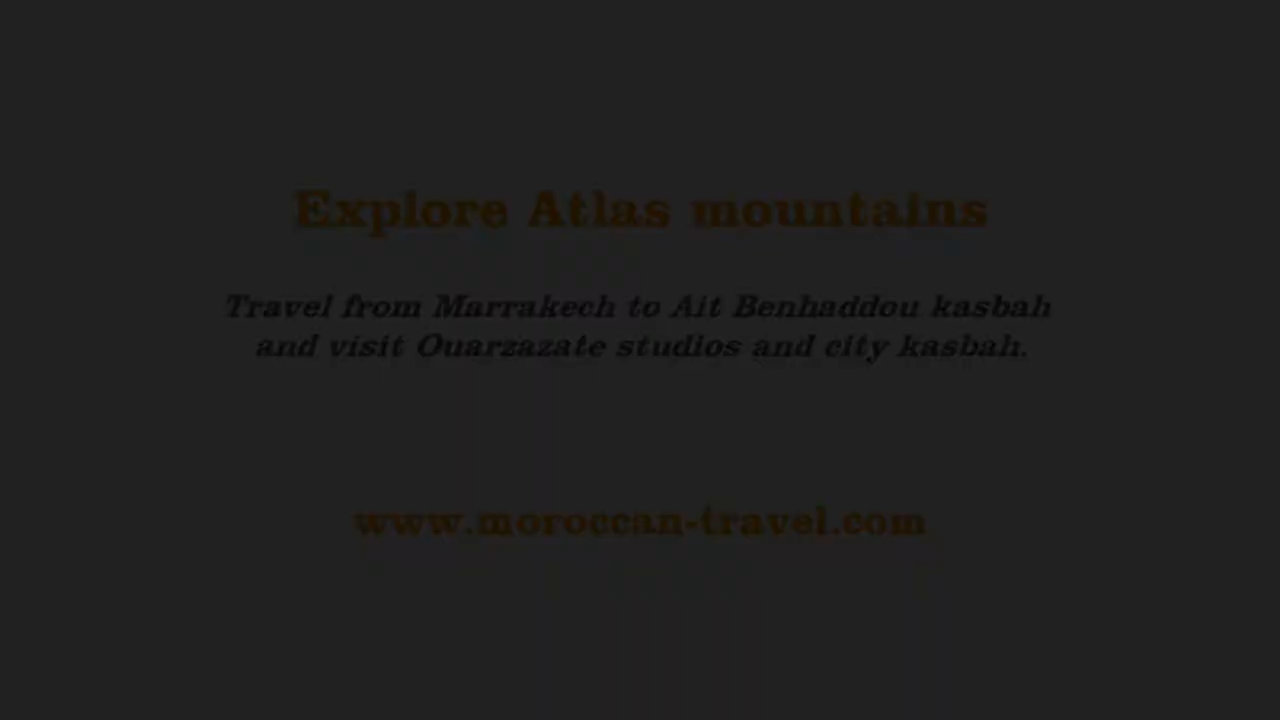 Explore Atlas mountains
Travel from Marrakech to Ait Benhaddou kasbah
and visit Ouarzazate studios and city kasbah.
www.moroccan-travel.com